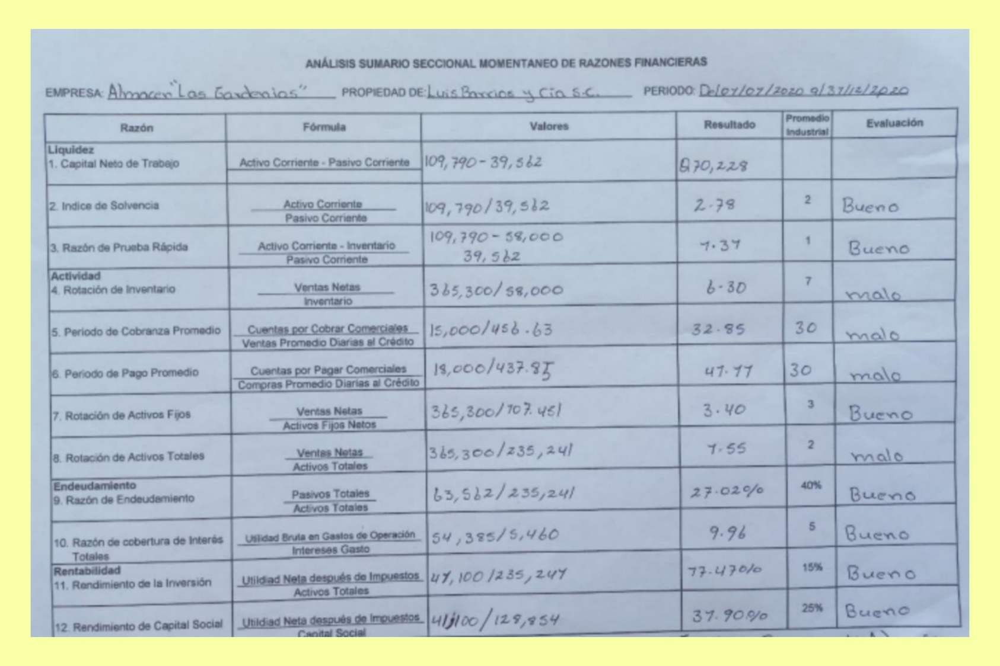 ANÁLISIS SUMARIO SECCIONAL MOMENTANEO DE RAZONES FINANCIERAS
EMPRESA: Almacen "Las Gardenias" PROPIEDAD DE: Luis Barrios y Cía S.C. PERIODO: Del 01/07/2020 al 31/12/2020
Razón Fórmula Valores Resultado Promedio Industrial Evaluación
Liquidez
1. Capital Neto de Trabajo Activo Corriente - Pasivo Corriente 109,790-39,562 Q70,228
2. Indice de Solvencia Activo Corriente 109,790/39,562 2.78 2 Bueno
Pasivo Corriente
3. Razón de Prueba Rápida Activo Corriente - Inventario 109,790-58,000 1.31 1 Bueno
Pasivo Corriente 39,562
Actividad
4. Rotación de Inventario Ventas Netas 365,300/58,000 6.30 7 malo
Inventario
5. Periodo de Cobranza Promedio Cuentas por Cobrar Comerciales 15,000/456.63 32.85 30 malo
Ventas Promedio Diarias al Crédito
6. Periodo de Pago Promedio Cuentas por Pagar Comerciales 18,000/437.85 41.11 30 malo
Compras Promedio Diarias al Crédito
7. Rotación de Activos Fijos Ventas Netas 365,300/107.451 3.40 3 Bueno
Activos Fijos Netos
8. Rotación de Activos Totales Ventas Netas 365,300/235,241 1.55 2 malo
Activos Totales
Endeudamiento
9. Razón de Endeudamiento Pasivos Totales 63,562/235,241 27.02% 40% Bueno
Activos Totales
10. Razón de cobertura de Interés Utilidad Bruta en Gastos de Operación 54,385/5,460 9.96 5 Bueno
Totales Intereses Gasto
Rentabilidad
11. Rendimiento de la Inversión Utildiad Neta después de Impuestos 41,100/235,241 17.47% 15% Bueno
Activos Totales
12. Rendimiento de Capital Social Utildiad Neta después de Impuestos 41,100/128,854 31.90% 25% Bueno
Capital Social